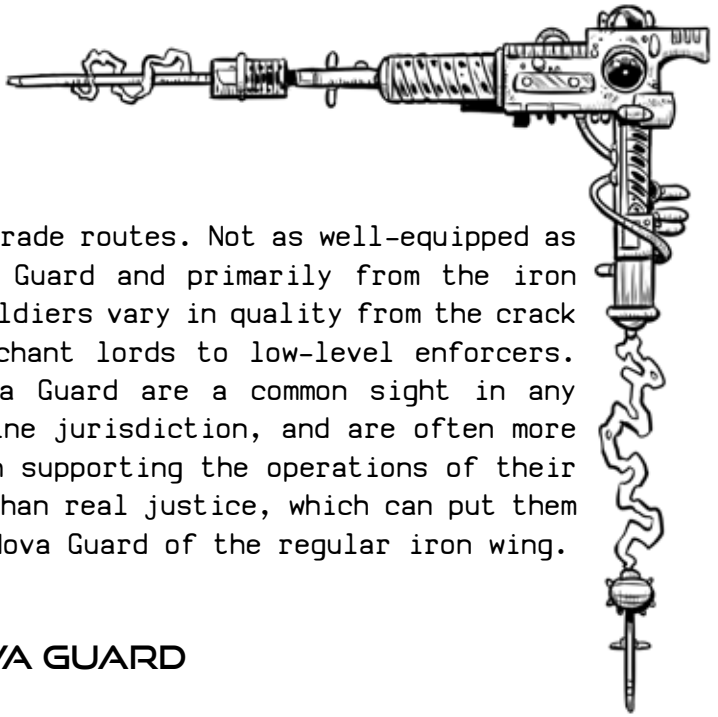 rade routes. Not as well-equipped as
Guard and primarily from the iron
ldiers vary in quality from the crack
chant lords to low-level enforcers.
a Guard are a common sight in any
ine jurisdiction, and are often more
n supporting the operations of their
than real justice, which can put them
Nova Guard of the regular iron wing.
VA GUARD